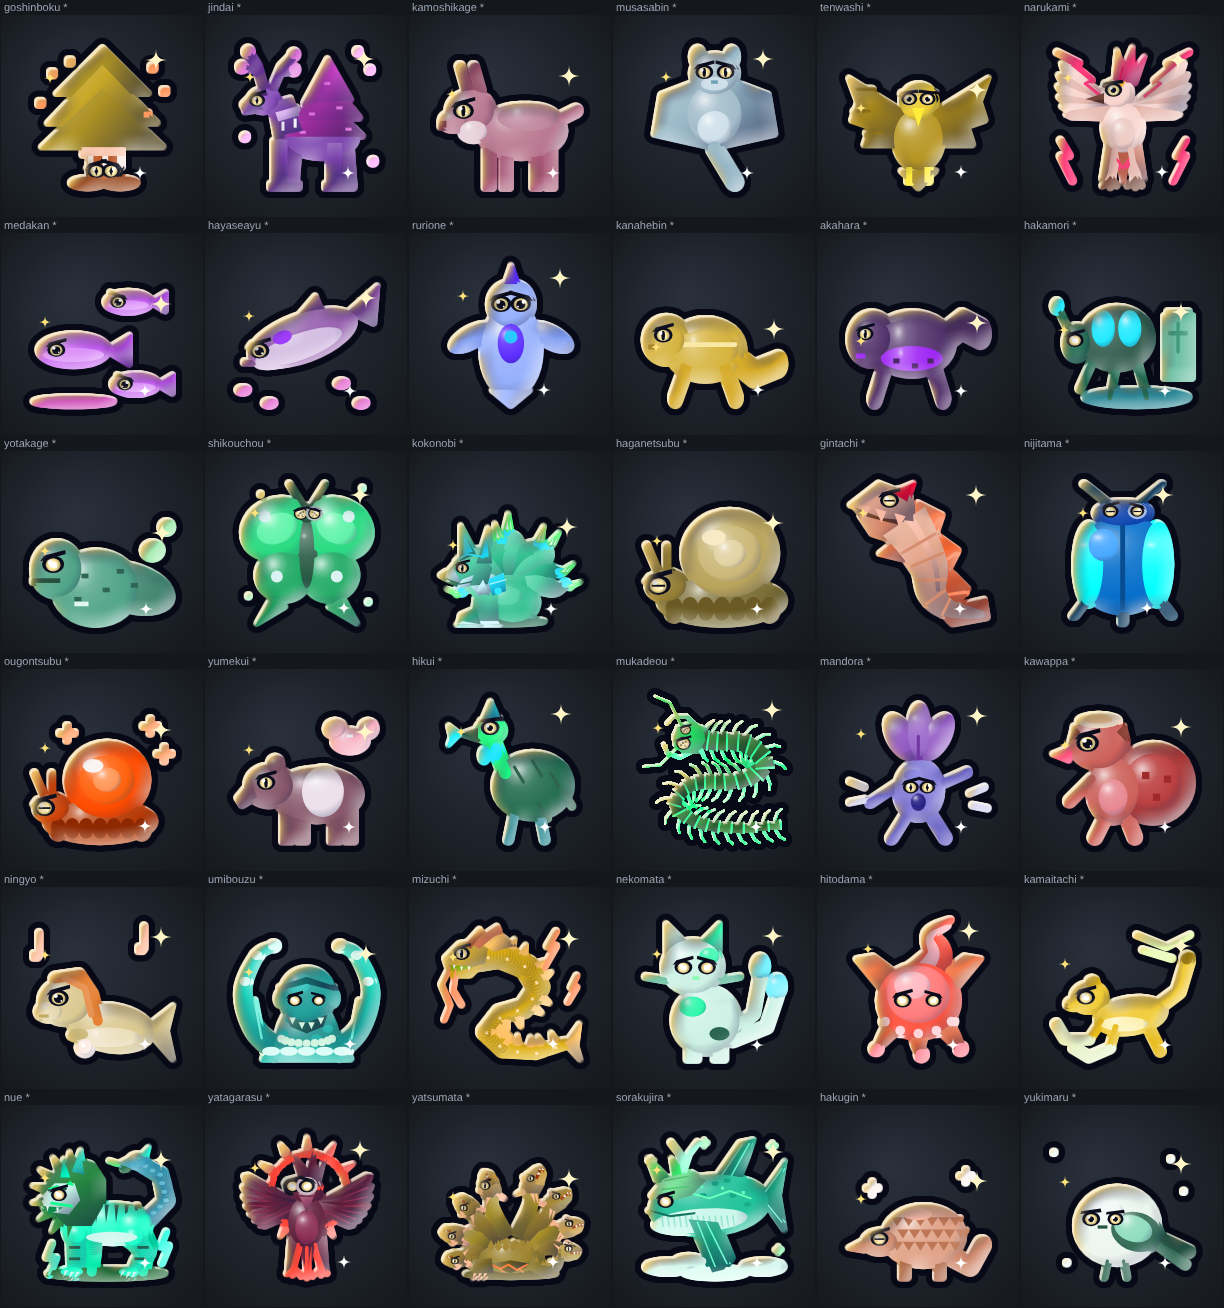 goshinboku *
jindai *
kamoshikage *
musasabin *
tenwashi *
narukami *
medakan *
hayaseayu *
rurione *
kanahebin *
akahara *
hakamori *
yotakage *
shikouchou *
kokonobi *
haganetsubu *
gintachi *
nijitama *
ougontsubu *
yumekui *
hikui *
mukadeou *
mandora *
kawappa *
ningyo *
umibouzu *
mizuchi *
nekomata *
hitodama *
kamaitachi *
nue *
yatagarasu *
yatsumata *
sorakujira *
hakugin *
yukimaru *